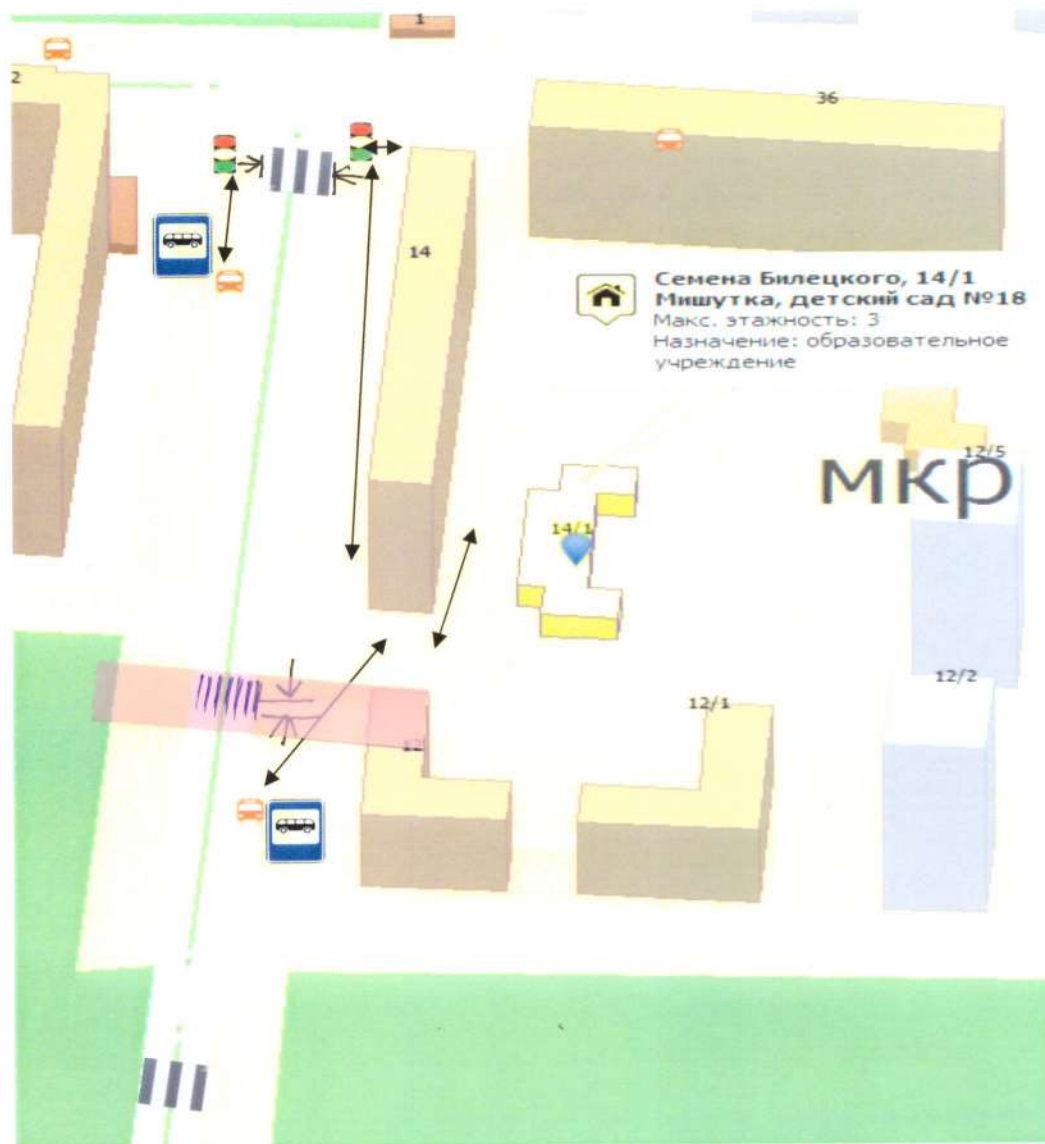 1
2
36
14
Семена Билецкого, 14/1
Мишутка, детский сад №18
Макс. этажность: 3
Назначение: образовательное
учреждение
12/5
мкр
14/1
12/2
12/1
12